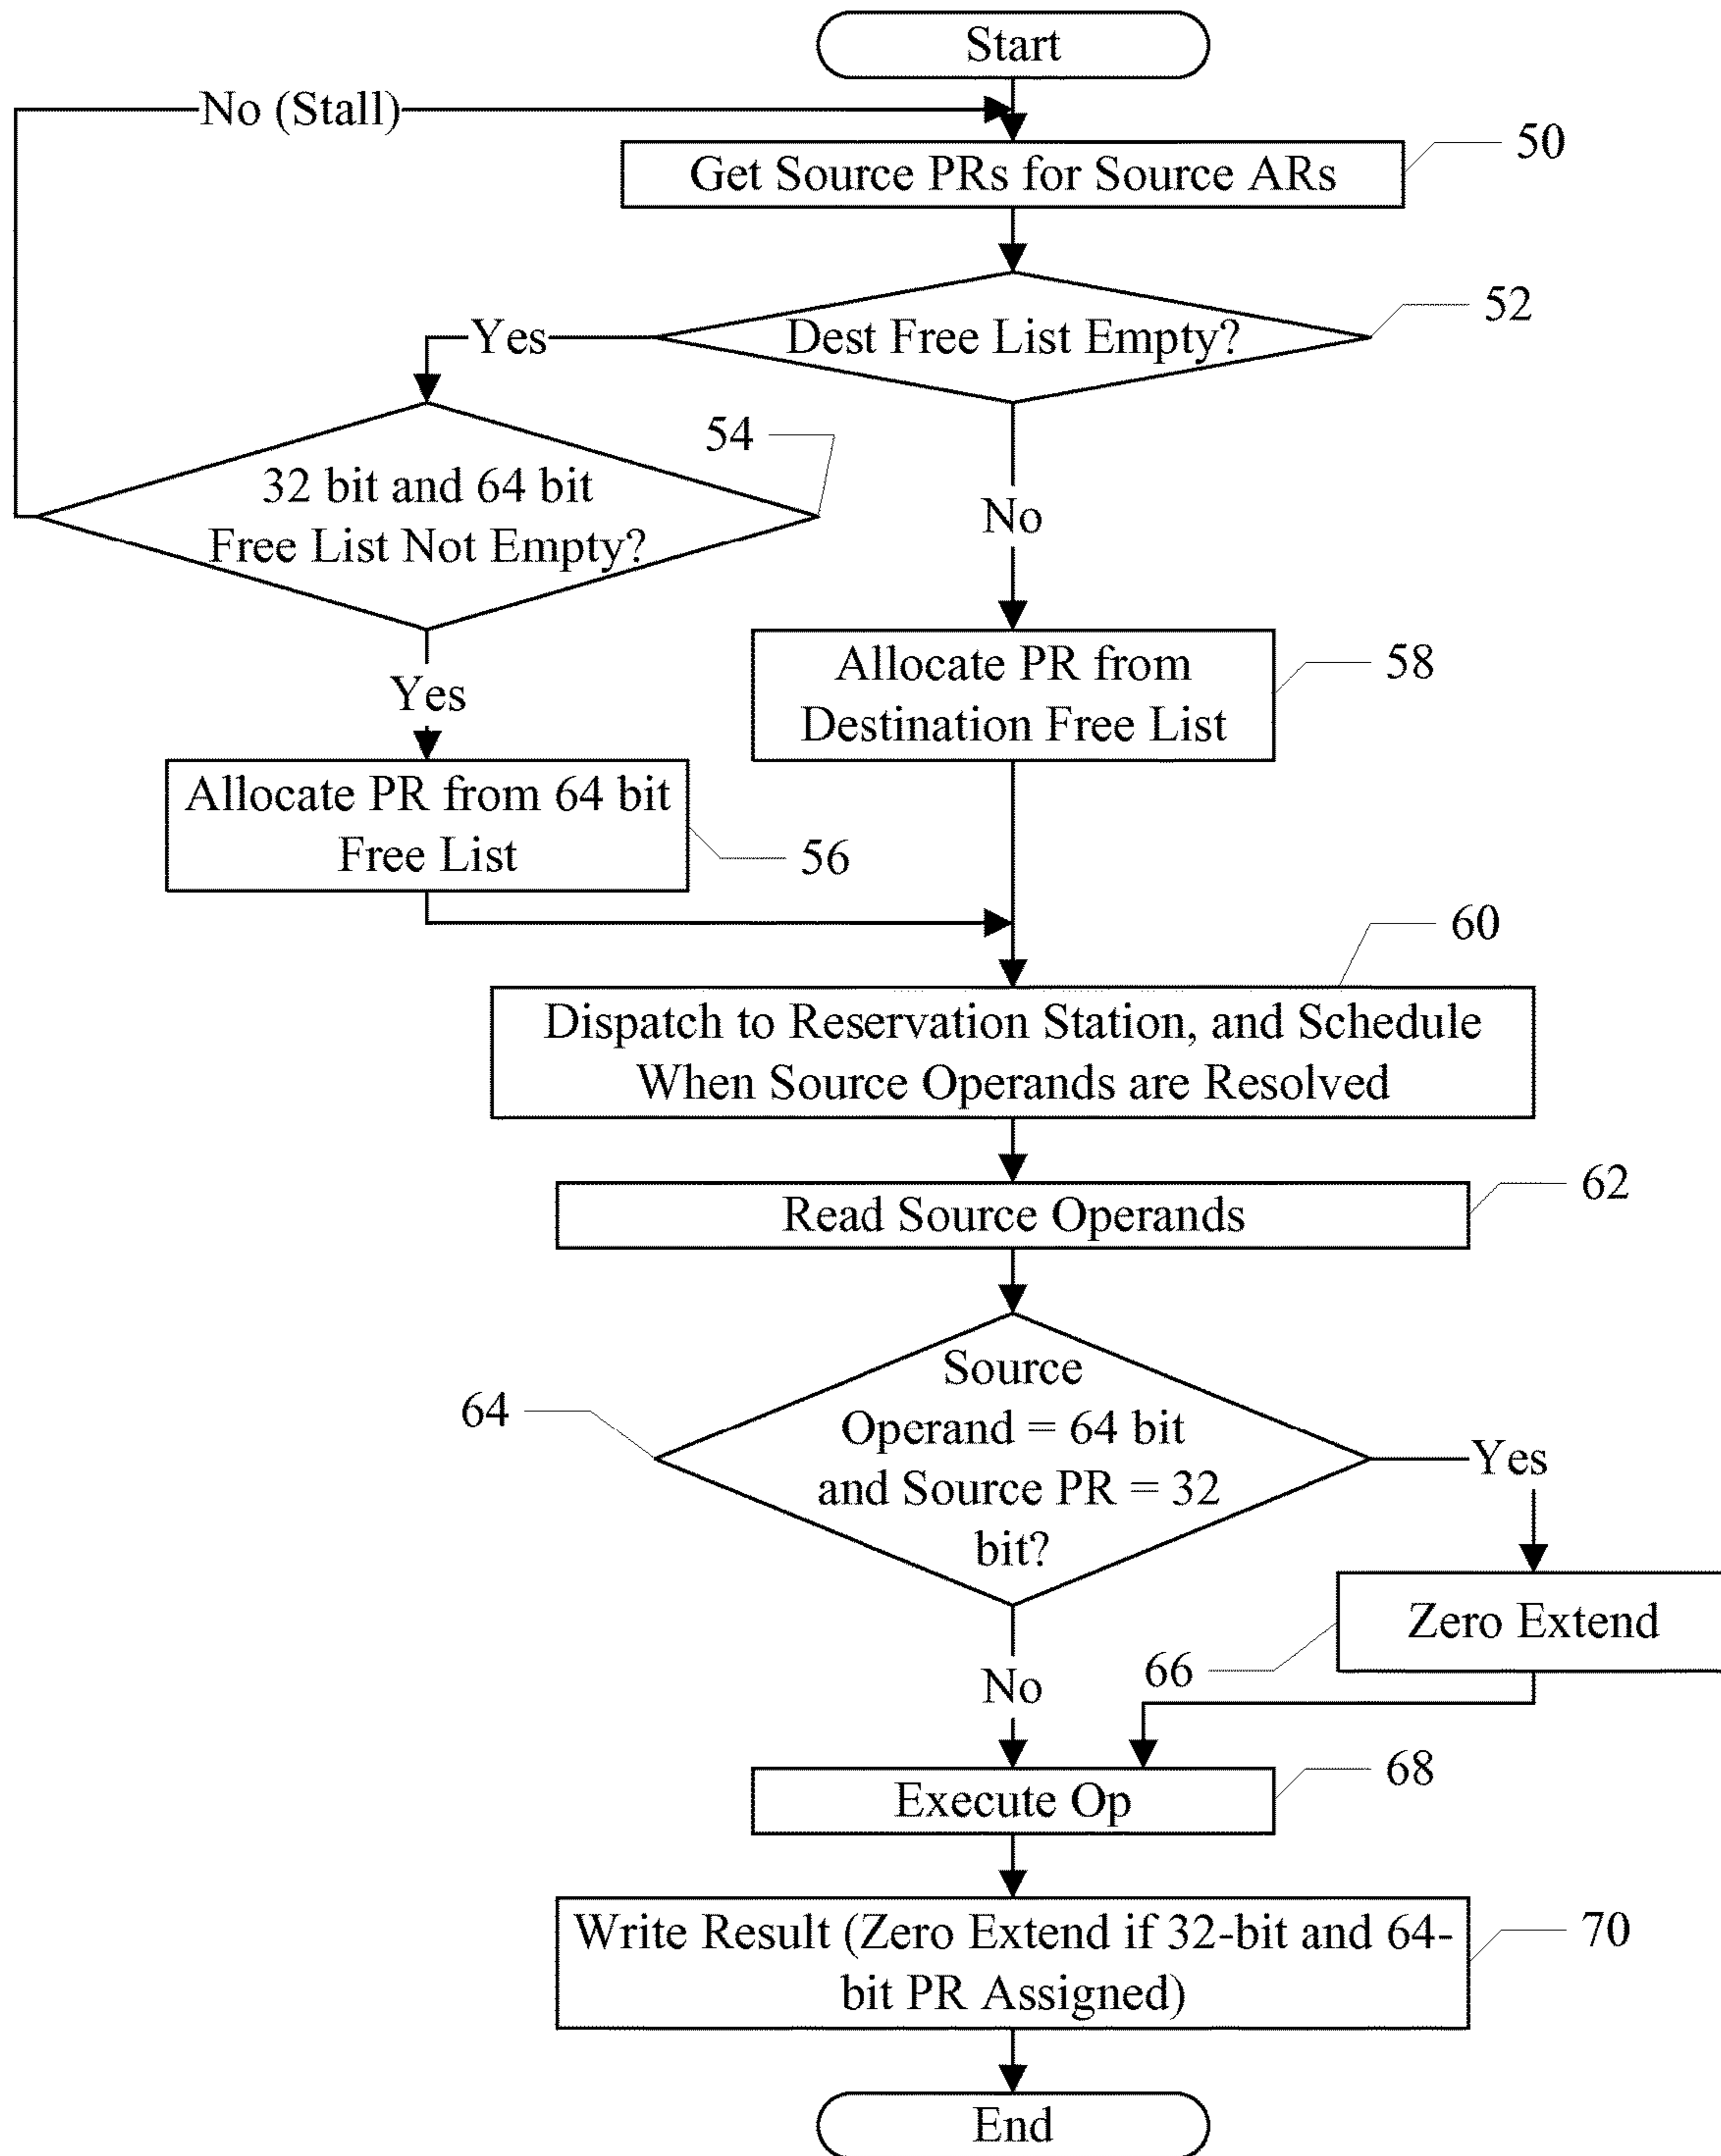 Start
No (Stall)
Get Source PRs for Source ARs
50
Dest Free List Empty?
52
Yes
54
32 bit and 64 bit
Free List Not Empty?
No
Yes
Allocate PR from
Destination Free List
58
Allocate PR from 64 bit
Free List
56
60
Dispatch to Reservation Station, and Schedule
When Source Operands are Resolved
Read Source Operands
62
64
Source
Operand = 64 bit
and Source PR = 32
bit?
Yes
Zero Extend
66
No
Execute Op
68
Write Result (Zero Extend if 32-bit and 64-
bit PR Assigned)
70
End